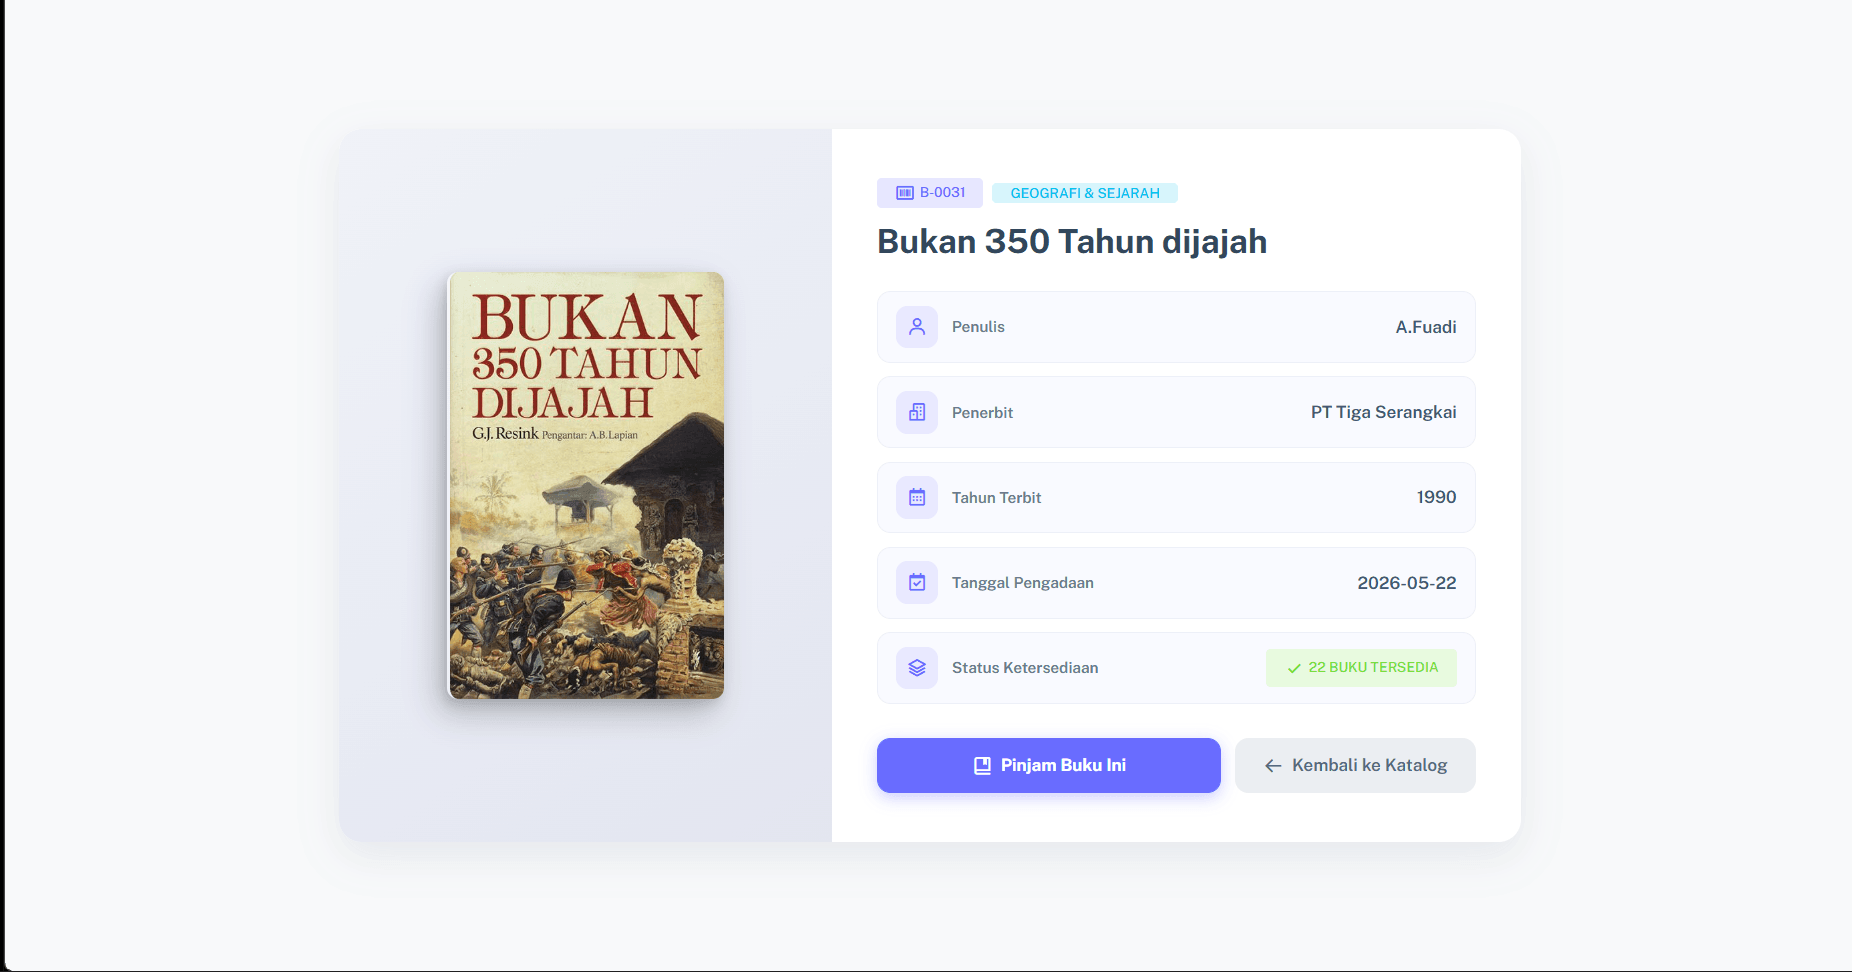 BUKAN
350 TAHUN
DIJAJAH
G.J. Resink Pengantar: A.B. Lapian
B-0031 GEOGRAFI & SEJARAH
Bukan 350 Tahun dijajah
Penulis A.Fuadi
Penerbit PT Tiga Serangkai
Tahun Terbit 1990
Tanggal Pengadaan 2026-05-22
Status Ketersediaan 22 BUKU TERSEDIA
Pinjam Buku Ini Kembali ke Katalog